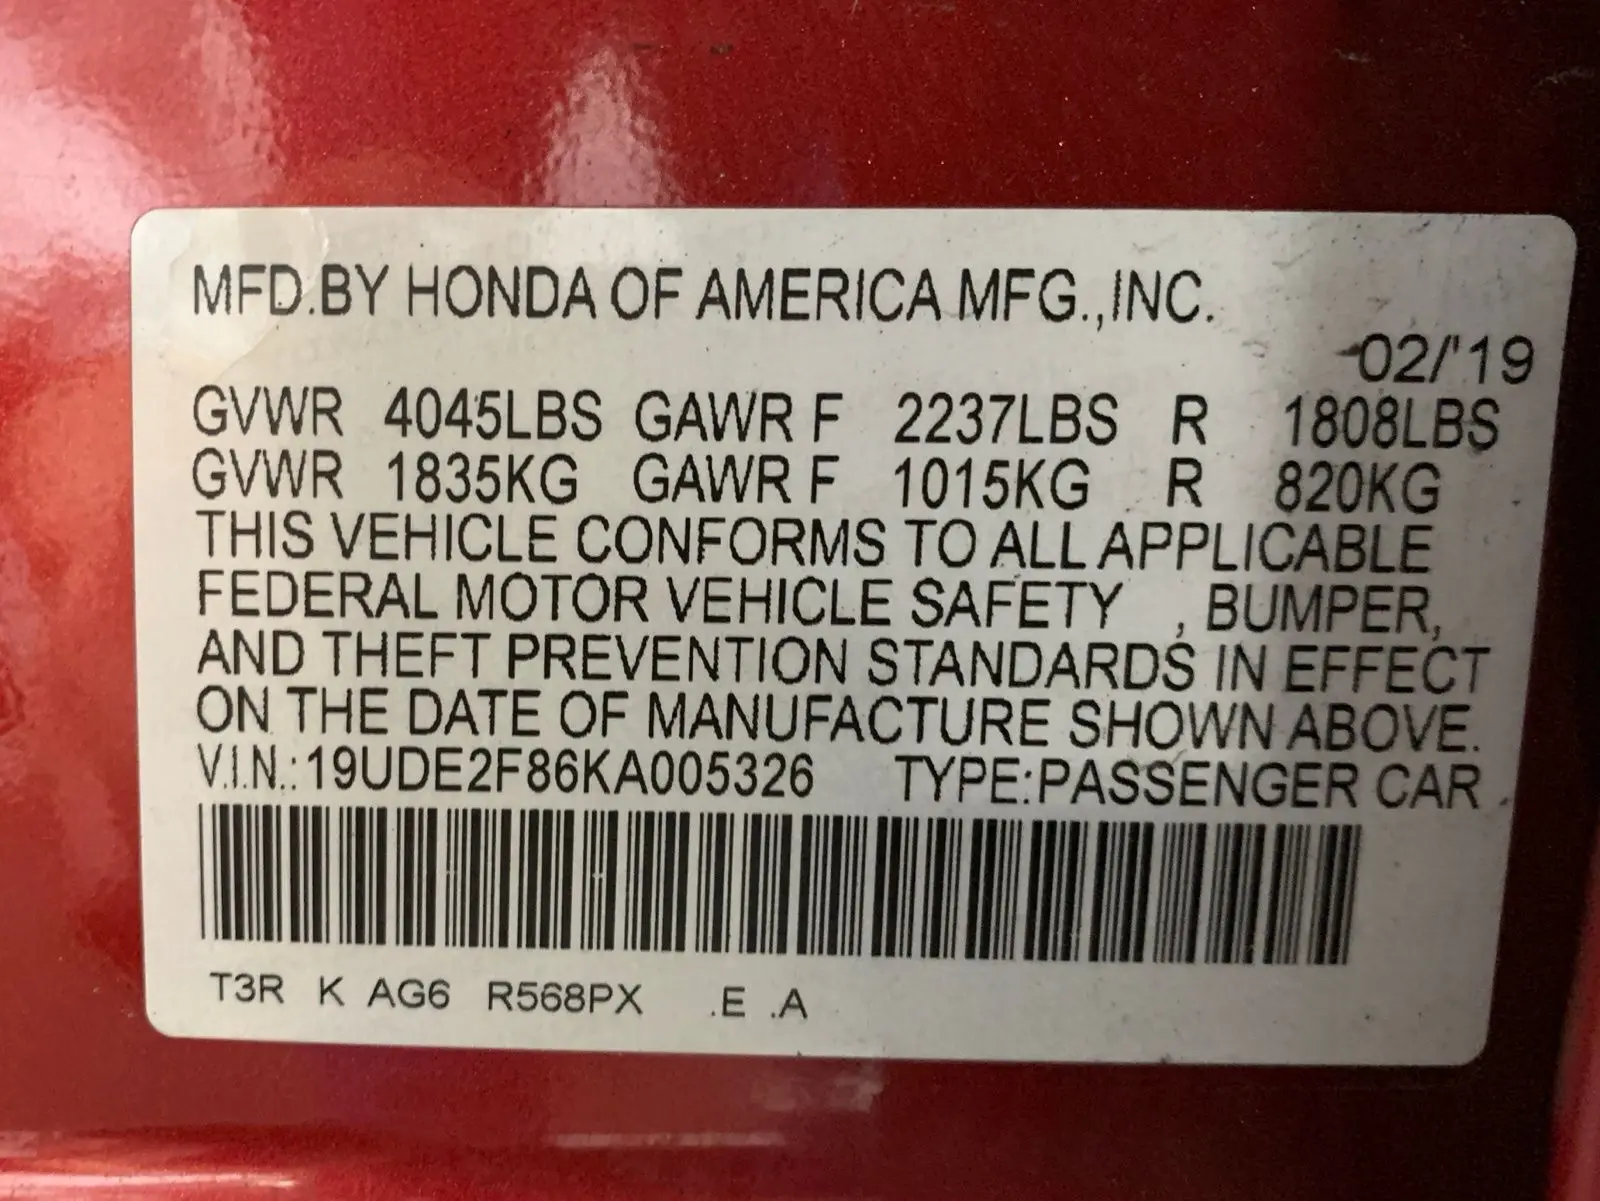 MFD.BY HONDA OF AMERICA MFG.,INC.
02/'19
GVWR 4045LBS GAWR F 2237LBS R 1808LBS
GVWR 1835KG GAWR F 1015KG R 820KG
THIS VEHICLE CONFORMS TO ALL APPLICABLE
FEDERAL MOTOR VEHICLE SAFETY , BUMPER,
AND THEFT PREVENTION STANDARDS IN EFFECT
ON THE DATE OF MANUFACTURE SHOWN ABOVE.
V.I.N.:19UDE2F86KA005326 TYPE:PASSENGER CAR
T3R K AG6 R568PX .E .A